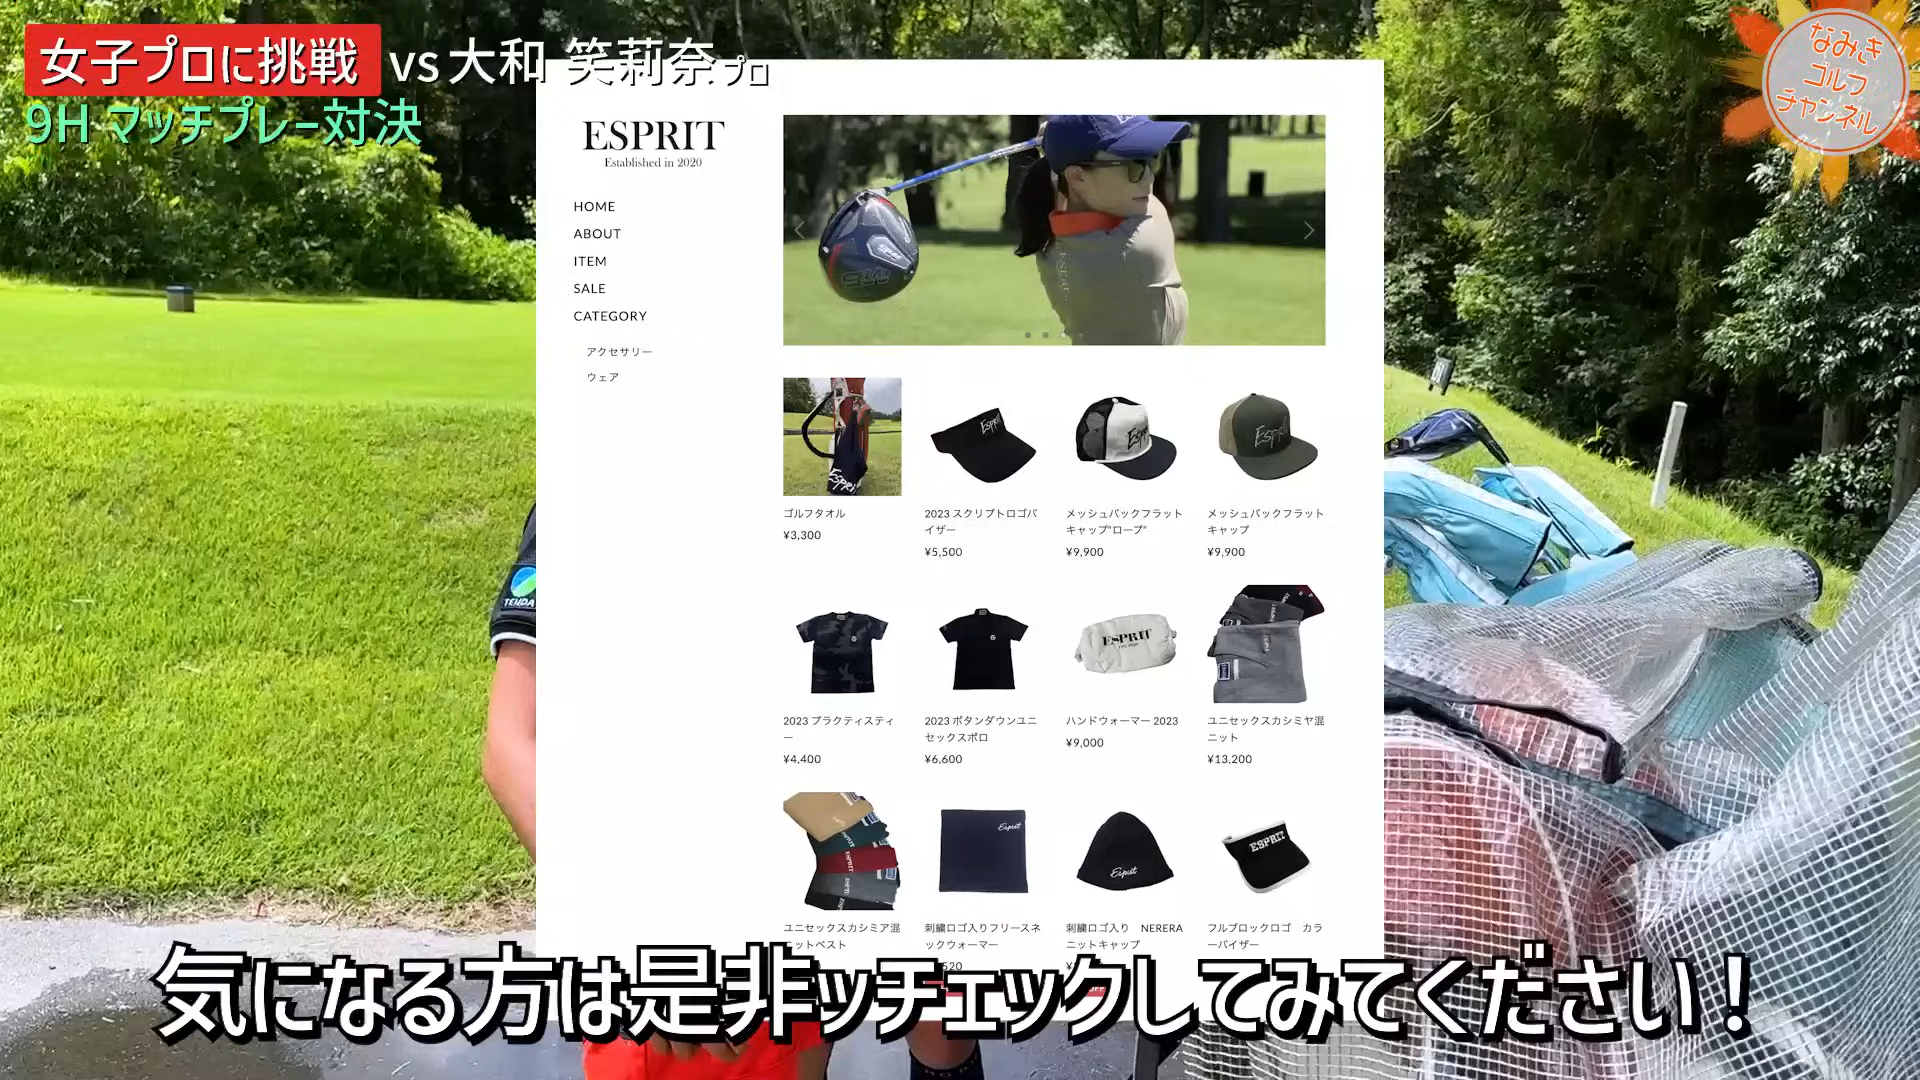 女子プロに挑戦 vs大和 笑莉奈プロ
9H マッチプレー対決
なみき
ゴルフ
チャンネル
ESPRIT
Established in 2020
HOME
ABOUT
ITEM
SALE
CATEGORY
アクセサリー
ウェア
ゴルフタオル
¥3,300
2023 スクリプトロゴバ
イザー
¥5,500
メッシュバックフラット
キャップ"ロープ"
¥9,900
メッシュバックフラット
キャップ
¥9,900
2023 プラクティスティ
ー
¥4,400
2023 ボタンダウンユニ
セックスポロ
¥6,600
ハンドウォーマー 2023
¥9,000
ユニセックスカシミヤ混
ニット
¥13,200
ユニセックスカシミア混
ニットベスト
刺繍ロゴ入りフリースネ
ックウォーマー
刺繍ロゴ入り NERERA
ニットキャップ
フルブロックロゴ カラ
ーバイザー
TENDA
気になる方は是非ッチェックしてみてください！